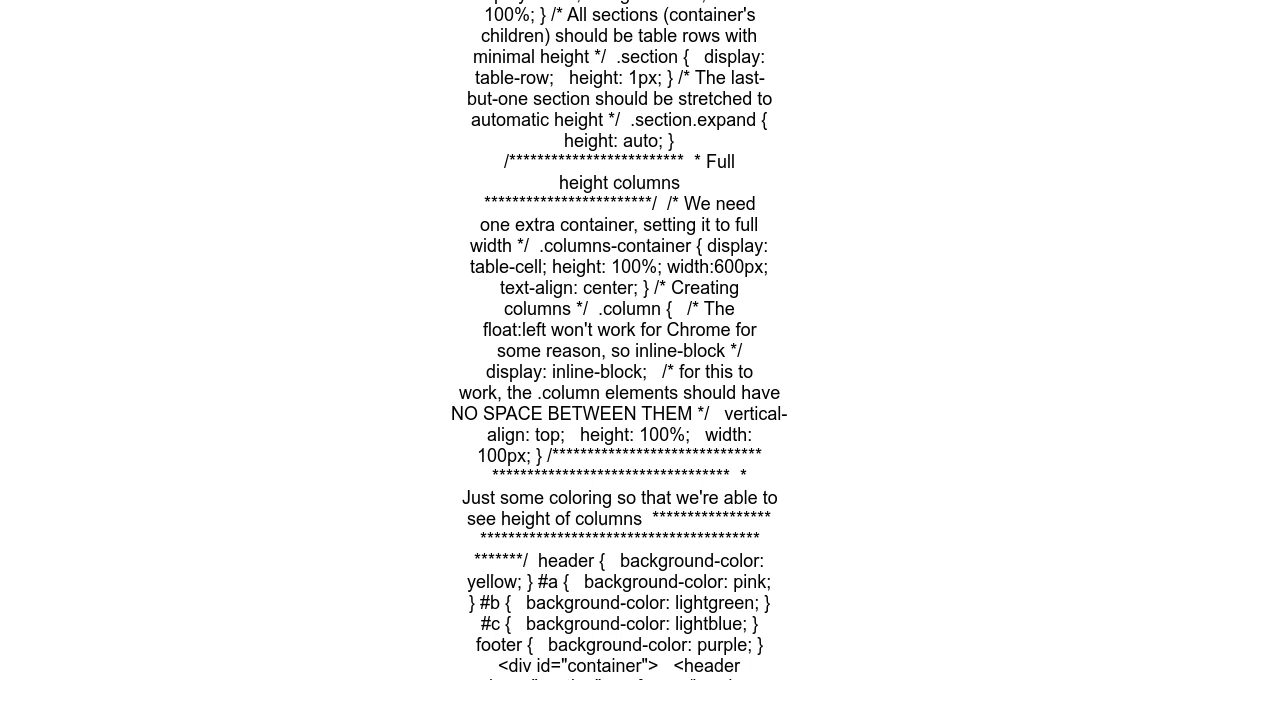 100%; } /* All sections (container's
children) should be table rows with
minimal height */  .section {   display:
table-row;   height: 1px; } /* The last-
but-one section should be stretched to
automatic height */  .section.expand {
height: auto; }
/*************************  * Full
height columns
************************/  /* We need
one extra container, setting it to full
width */  .columns-container { display:
table-cell; height: 100%; width:600px;
text-align: center; } /* Creating
columns */  .column {   /* The
float:left won't work for Chrome for
some reason, so inline-block */
display: inline-block;   /* for this to
work, the .column elements should have
NO SPACE BETWEEN THEM */   vertical-
align: top;   height: 100%;   width:
100px; } /******************************
**********************************  *
Just some coloring so that we're able to
see height of columns  *****************
****************************************
*******/  header {   background-color:
yellow; } #a {   background-color: pink;
} #b {   background-color: lightgreen; }
#c {   background-color: lightblue; }
footer {   background-color: purple; }
<div id="container">   <header